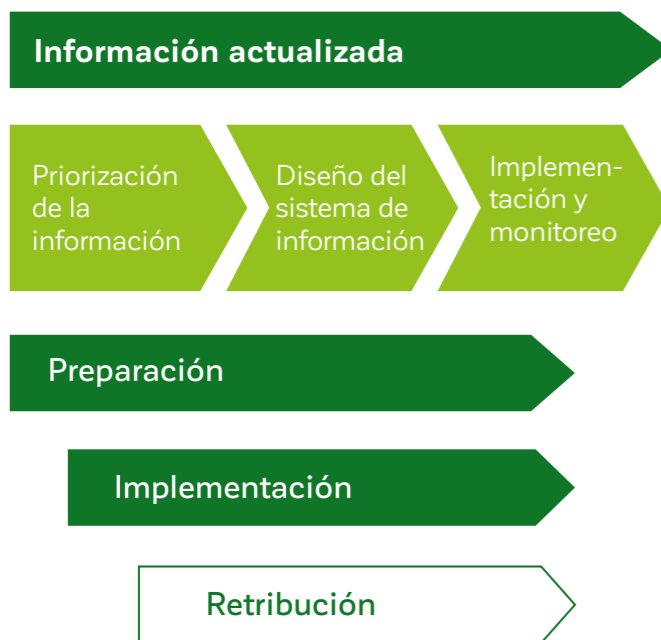 Información actualizada
Priorización
de la
información
Diseño del
sistema de
información
Implemen-
tación y
monitoreo
Preparación
Implementación
Retribución